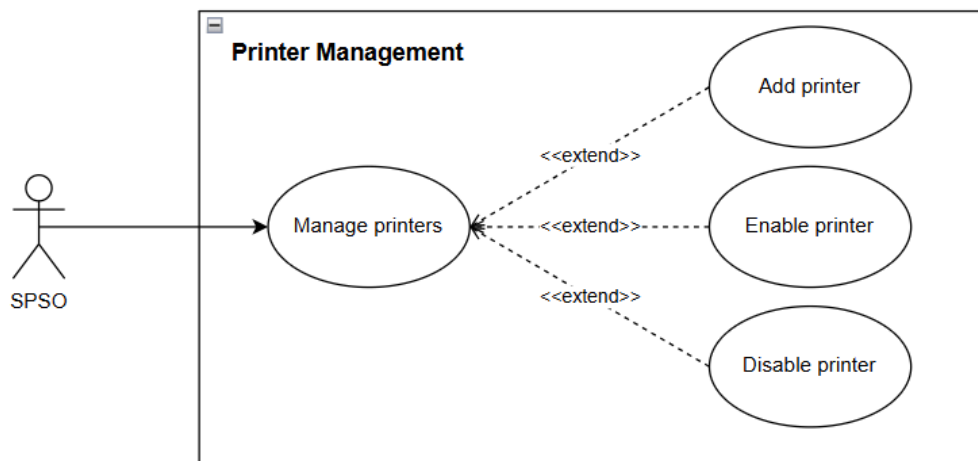 Printer Management
Add printer
<<extend>>
Manage printers
<<extend>>
Enable printer
<<extend>>
SPSO
Disable printer